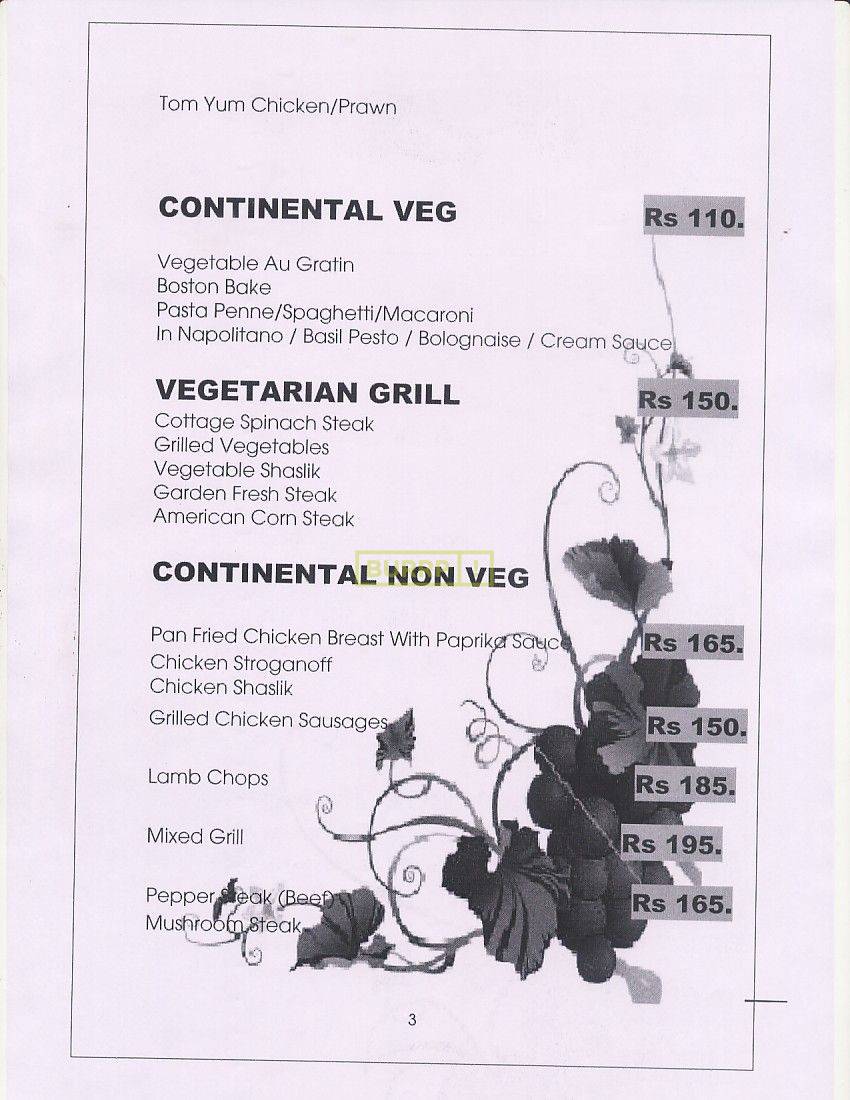 Tom Yum Chicken/Prawn
CONTINENTAL VEG Rs 110.
Vegetable Au Gratin
Boston Bake
Pasta Penne/Spaghetti/Macaroni
In Napolitano / Basil Pesto / Bolognaise / Cream Sauce
VEGETARIAN GRILL Rs 150.
Cottage Spinach Steak
Grilled Vegetables
Vegetable Shaslik
Garden Fresh Steak
American Corn Steak
CONTINENTAL NON VEG
Pan Fried Chicken Breast With Paprika Sauce Rs 165.
Chicken Stroganoff
Chicken Shaslik
Grilled Chicken Sausages Rs 150.
Lamb Chops Rs 185.
Mixed Grill Rs 195.
Pepper Steak (Beef) Rs 165.
Mushroom Steak
3